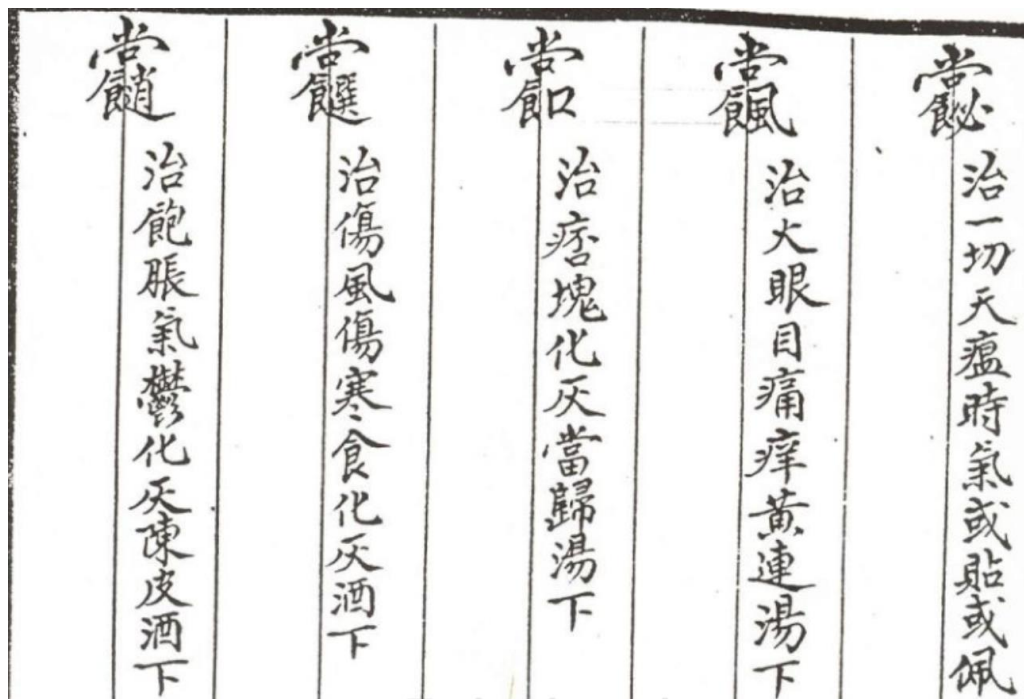 治一切天瘟時氣或貼或佩
治火眼目痛痒黄連湯下
治痞塊化灰當歸湯下
治傷風傷寒食化灰酒下
治飽脹氣鬱化灰陳皮酒下